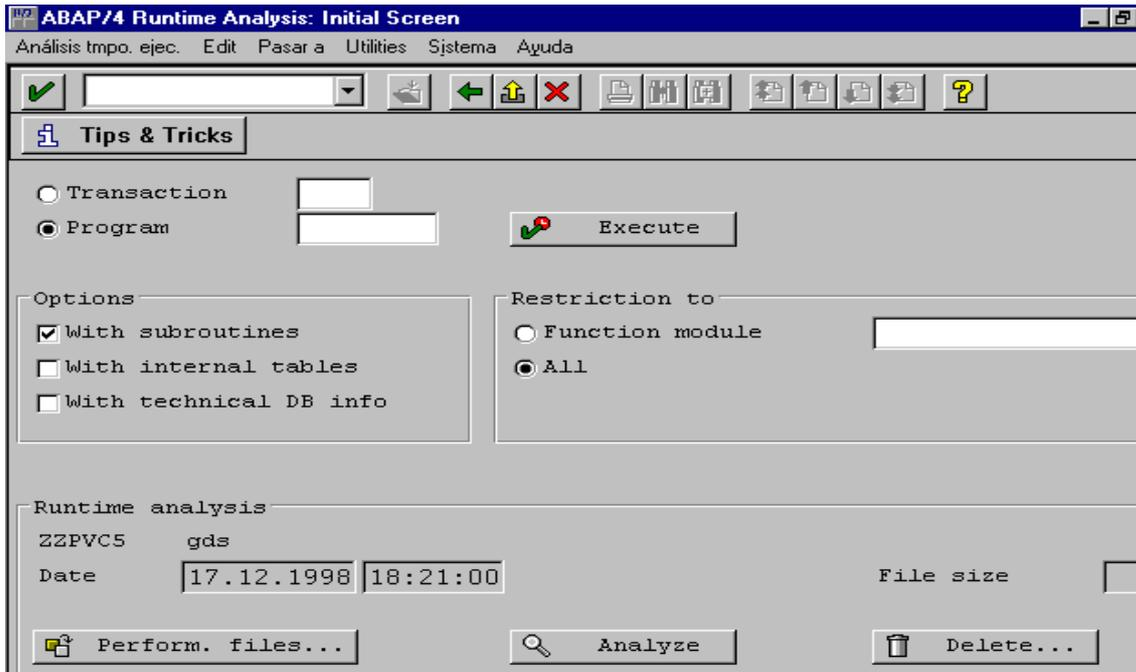 ABAP/4 Runtime Analysis: Initial Screen
Análisis tmpo. ejec. Edit Pasar a Utilities Sistema Ayuda
Tips & Tricks
Transaction
Program Execute
Options Restriction to
With subroutines Function module
With internal tables All
With technical DB info
Runtime analysis
ZZPVC5 gds
Date 17.12.1998 18:21:00 File size
Perform. files... Analyze Delete...